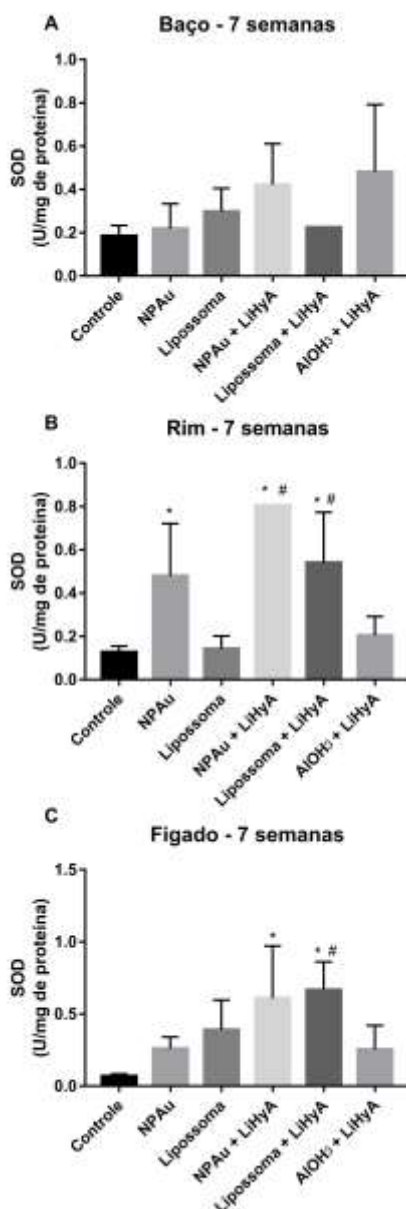 A
Baço - 7 semanas
SOD
(U/mg de proteína)
1.0
0.8
0.6
0.4
0.2
0.0
Controle
NPAu
Lipossoma
NPAu + LiHyA
Lipossoma + LiHyA
AlOH3 + LiHyA
B
Rim - 7 semanas
SOD
(U/mg de proteína)
1.0
0.8
0.6
0.4
0.2
0.0
*
* #
* #
Controle
NPAu
Lipossoma
NPAu + LiHyA
Lipossoma + LiHyA
AlOH3 + LiHyA
C
Figado - 7 semanas
SOD
(U/mg de proteína)
1.5
1.0
0.5
0.0
*
* #
Controle
NPAu
Lipossoma
NPAu + LiHyA
Lipossoma + LiHyA
AlOH3 + LiHyA